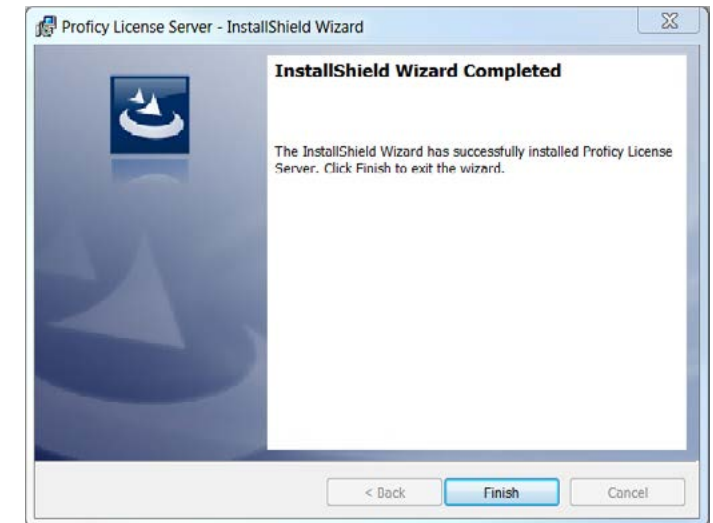 Proficy License Server - InstallShield Wizard
InstallShield Wizard Completed
The InstallShield Wizard has successfully installed Proficy License
Server. Click Finish to exit the wizard.
< Back Finish Cancel